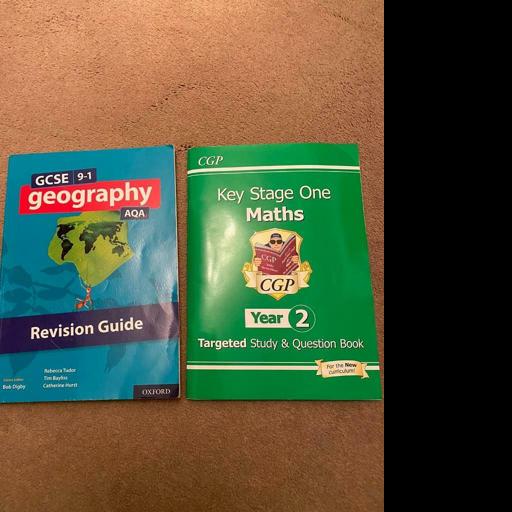 GCSE 9-1
geography
AQA
Revision Guide
Rebecca Tudor
Tim Bayliss
Bob Digby
Catherine Hurst
OXFORD
CGP
Key Stage One
Maths
CGP
CGP
Year 2
Targeted Study & Question Book
For the New
curriculum!